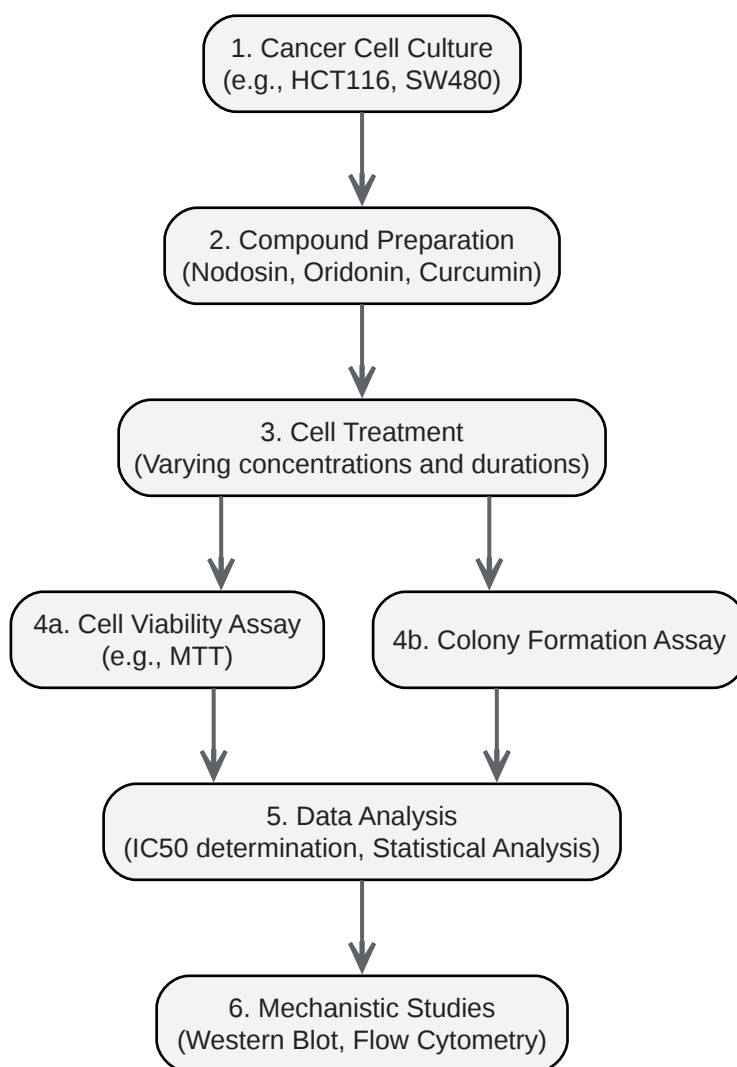 1. Cancer Cell Culture
(e.g., HCT116, SW480)
2. Compound Preparation
(Nodosin, Oridonin, Curcumin)
3. Cell Treatment
(Varying concentrations and durations)
4a. Cell Viability Assay
(e.g., MTT)
4b. Colony Formation Assay
5. Data Analysis
(IC50 determination, Statistical Analysis)
6. Mechanistic Studies
(Western Blot, Flow Cytometry)